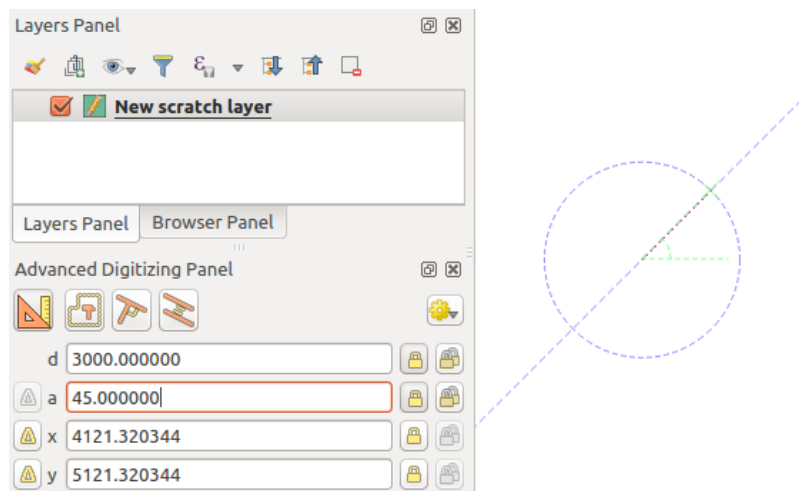 Layers Panel
New scratch layer
Layers Panel Browser Panel
Advanced Digitizing Panel
d 3000.000000
a 45.000000
x 4121.320344
y 5121.320344